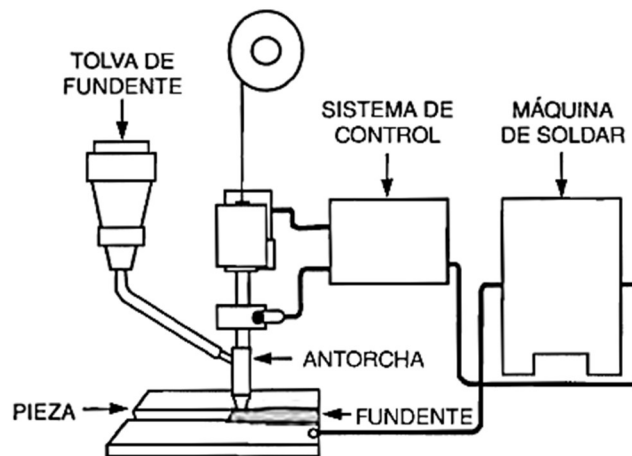 TOLVA DE
FUNDENTE
SISTEMA DE
CONTROL
MÁQUINA
DE SOLDAR
ANTORCHA
PIEZA
FUNDENTE